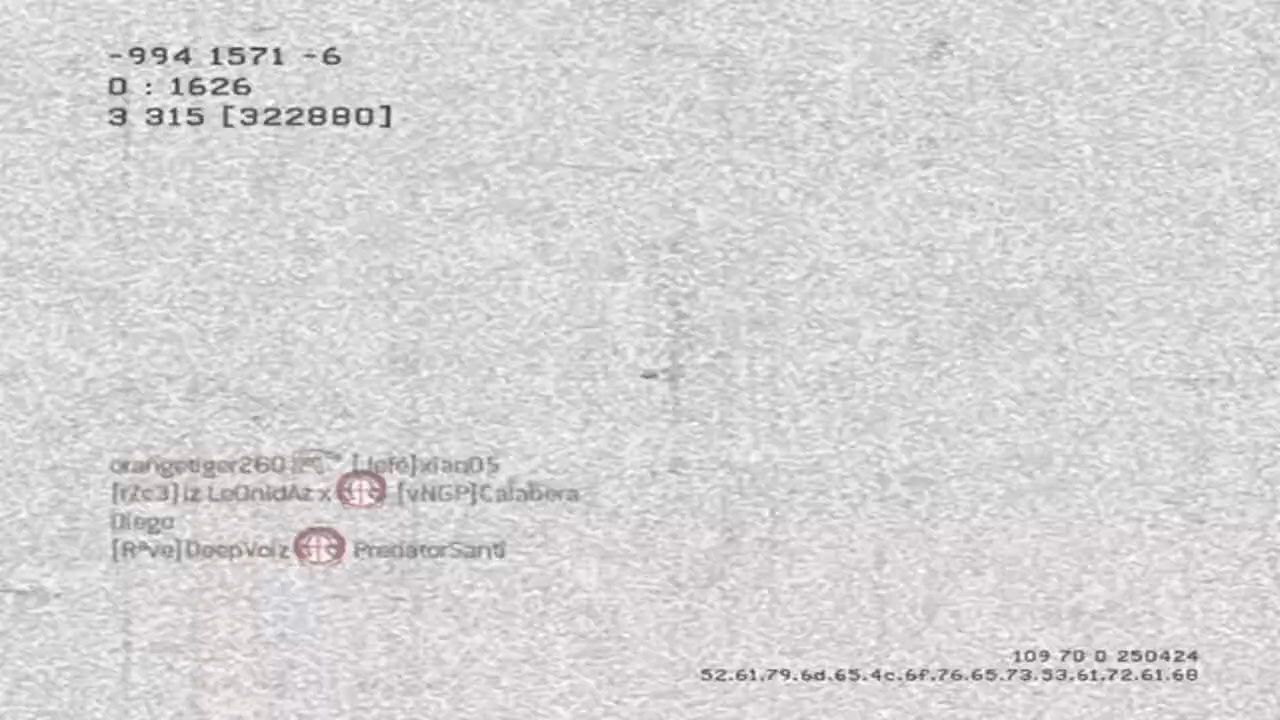 -994 1571 -6
0 : 1626
3 315 [322880]
orangetiger260 [Jefe]xian05
[rZc3]iz LeOnidAz x [vNGP]Calabera
Diego
[R*ve]DeepVoiz PredatorSanti
109 70 0 250424
52.61.79.6d.65.4c.6f.76.65.73.53.61.72.61.68